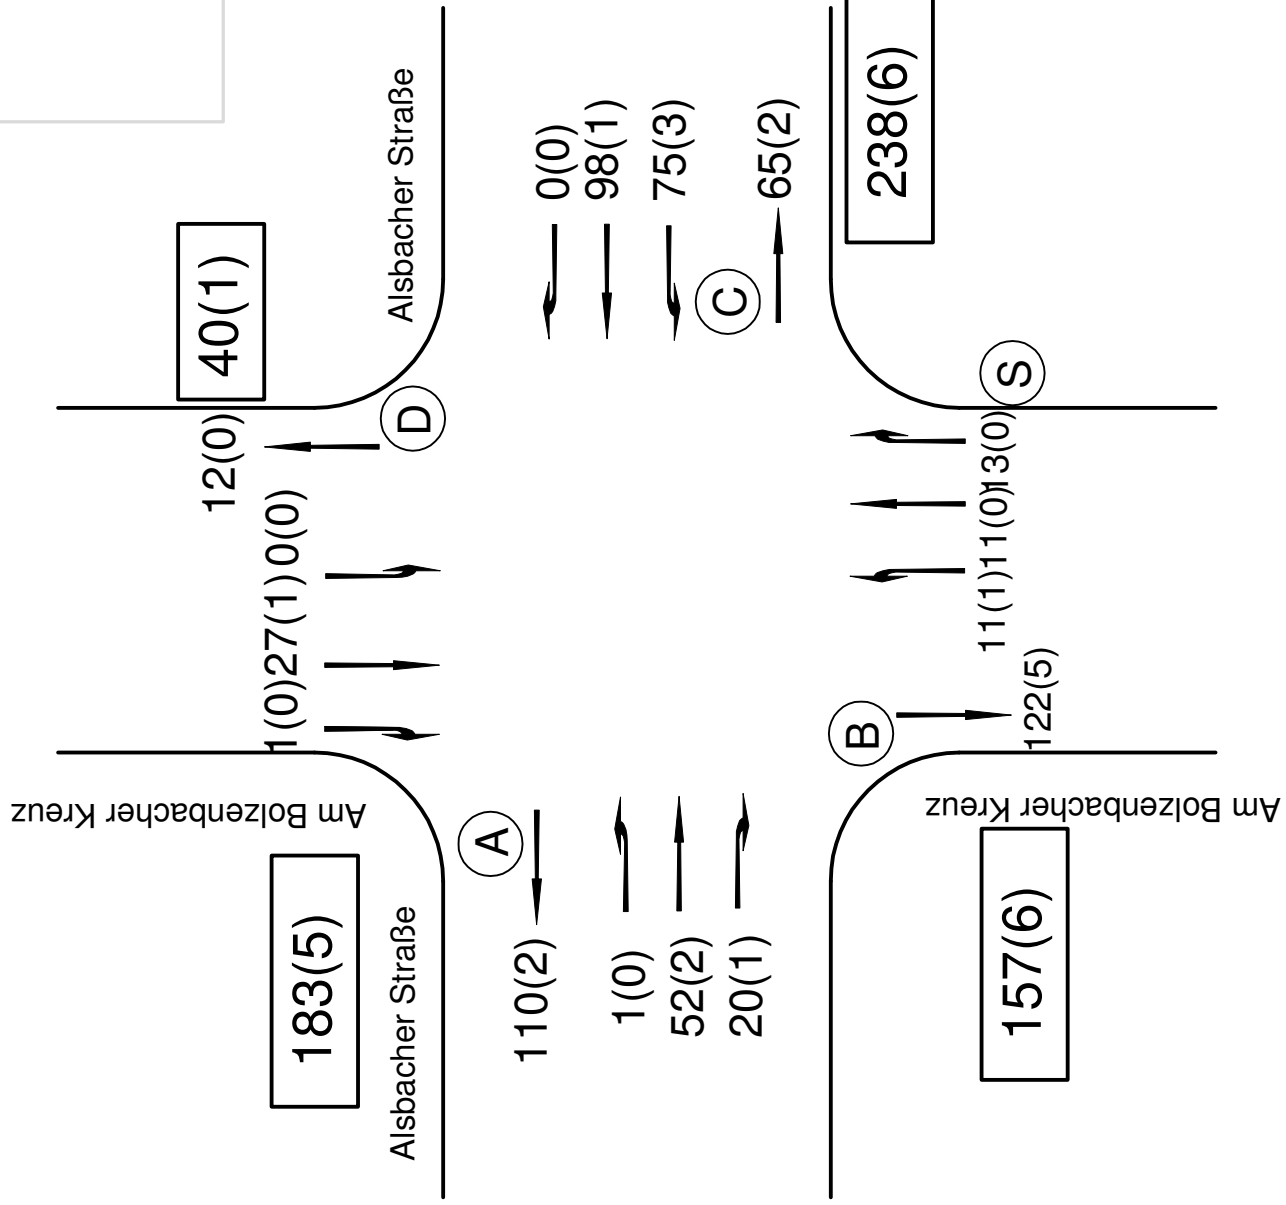 Alsbacher Straße
40(1)
238(6)
0(0)
98(1)
75(3)
65(2)
C
12(0)
D
1(0)
27(1)
0(0)
S
11(1)
11(0)
13(0)
122(5)
B
Am Bolzenbacher Kreuz
Am Bolzenbacher Kreuz
A
183(5)
Alsbacher Straße
110(2)
1(0)
52(2)
20(1)
157(6)